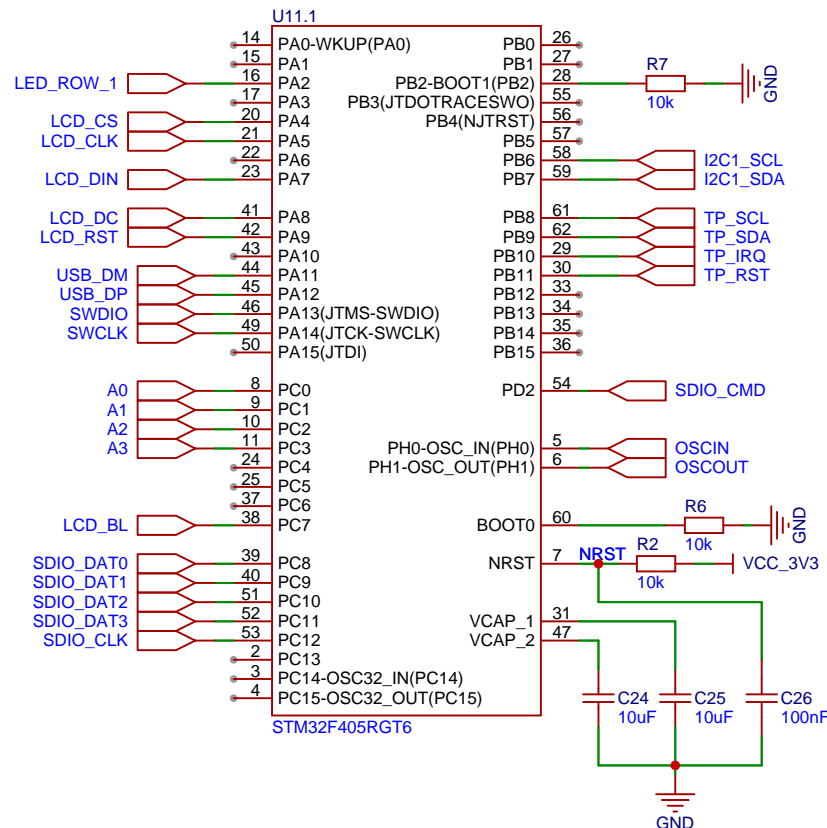 U11.1
14 PA0-WKUP(PA0) PB0 26
15 PA1 PB1 27
LED_ROW_1 16 PA2 PB2-BOOT1(PB2) 28 R7 10k GND
17 PA3 PB3(JTDOTRACESWO) 55
LCD_CS 20 PA4 PB4(NJTRST) 56
LCD_CLK 21 PA5 PB5 57
22 PA6 PB6 58 I2C1_SCL
LCD_DIN 23 PA7 PB7 59 I2C1_SDA
LCD_DC 41 PA8 PB8 61 TP_SCL
LCD_RST 42 PA9 PB9 62 TP_SDA
43 PA10 PB10 29 TP_IRQ
USB_DM 44 PA11 PB11 30 TP_RST
USB_DP 45 PA12 PB12 33
SWDIO 46 PA13(JTMS-SWDIO) PB13 34
SWCLK 49 PA14(JTCK-SWCLK) PB14 35
50 PA15(JTDI) PB15 36
A0 8 PC0 PD2 54 SDIO_CMD
A1 9 PC1
A2 10 PC2
A3 11 PC3 PH0-OSC_IN(PH0) 5 OSCIN
24 PC4 PH1-OSC_OUT(PH1) 6 OSCOUT
25 PC5
37 PC6
LCD_BL 38 PC7 BOOT0 60 R6 10k GND
SDIO_DAT0 39 PC8 NRST 7 NRST R2 10k VCC_3V3
SDIO_DAT1 40 PC9
SDIO_DAT2 51 PC10
SDIO_DAT3 52 PC11 VCAP_1 31
SDIO_CLK 53 PC12 VCAP_2 47
2 PC13
3 PC14-OSC32_IN(PC14)
4 PC15-OSC32_OUT(PC15)
C24 C25 C26
10uF 10uF 100nF
STM32F405RGT6
GND